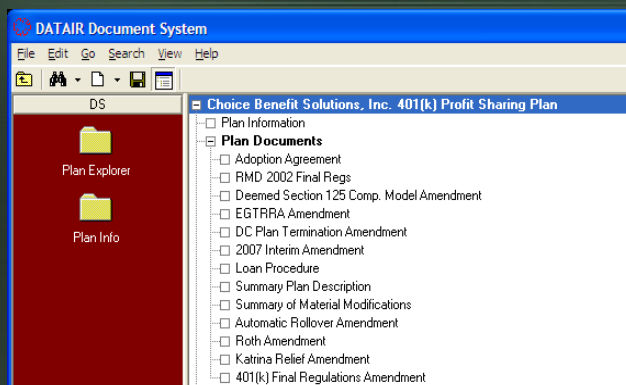 DATAIR Document System
File Edit Go Search View Help
DS
Plan Explorer
Plan Info
Choice Benefit Solutions, Inc. 401(k) Profit Sharing Plan
Plan Information
Plan Documents
Adoption Agreement
RMD 2002 Final Regs
Deemed Section 125 Comp. Model Amendment
EGTRRA Amendment
DC Plan Termination Amendment
2007 Interim Amendment
Loan Procedure
Summary Plan Description
Summary of Material Modifications
Automatic Rollover Amendment
Roth Amendment
Katrina Relief Amendment
401(k) Final Regulations Amendment